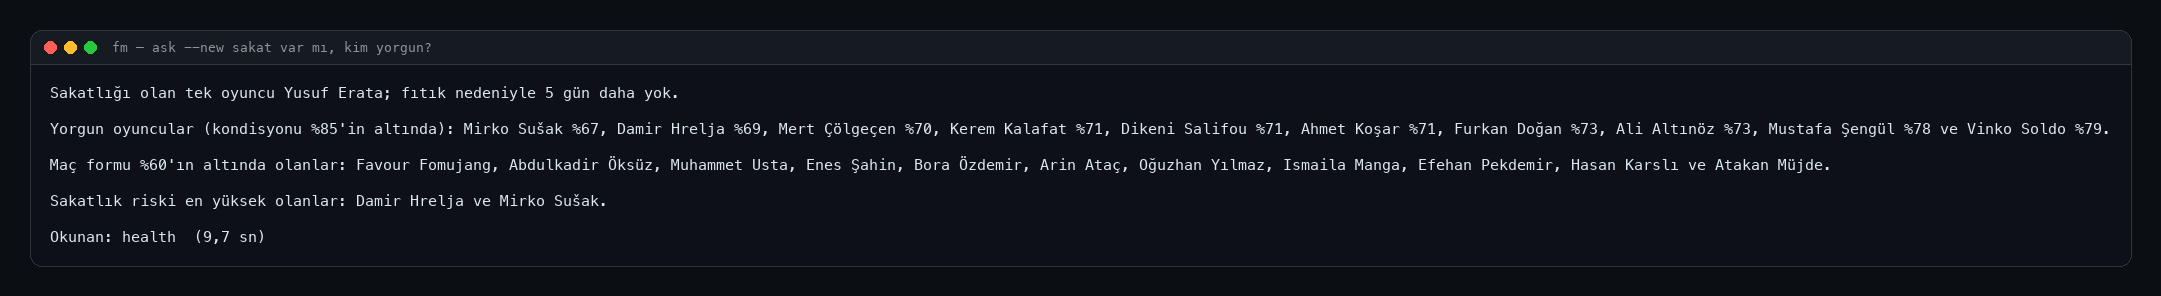 fm — ask --new sakat var mı, kim yorgun?
Sakatlığı olan tek oyuncu Yusuf Erata; fıtık nedeniyle 5 gün daha yok.
Yorgun oyuncular (kondisyonu %85'in altında): Mirko Sušak %67, Damir Hrelja %69, Mert Çölgeçen %70, Kerem Kalafat %71, Dikeni Salifou %71, Ahmet Koşar %71, Furkan Doğan %73, Ali Altınöz %73, Mustafa Şengül %78 ve Vinko Soldo %79.
Maç formu %60'ın altında olanlar: Favour Fomujang, Abdulkadir Öksüz, Muhammet Usta, Enes Şahin, Bora Özdemir, Arin Ataç, Oğuzhan Yılmaz, Ismaila Manga, Efehan Pekdemir, Hasan Karslı ve Atakan Müjde.
Sakatlık riski en yüksek olanlar: Damir Hrelja ve Mirko Sušak.
Okunan: health  (9,7 sn)